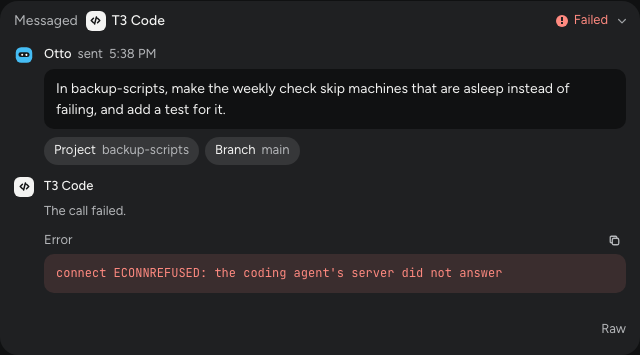 Messaged T3 Code Failed
Otto sent 5:38 PM
In backup-scripts, make the weekly check skip machines that are asleep instead of
failing, and add a test for it.
Project backup-scripts Branch main
T3 Code
The call failed.
Error
connect ECONNREFUSED: the coding agent's server did not answer
Raw